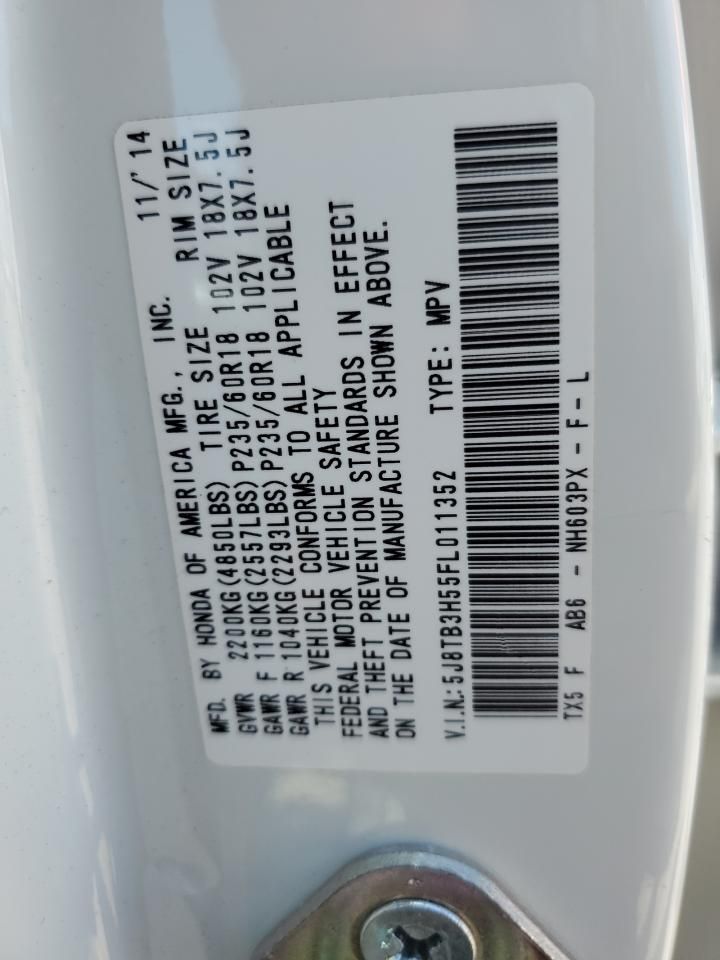 MFD. BY HONDA OF AMERICA MFG., INC. 11/'14
GVWR 2200KG(4850LBS) TIRE SIZE RIM SIZE
GAWR F 1160KG(2557LBS)P235/60R18 102V 18X7.5J
GAWR R 1040KG(2293LBS)P235/60R18 102V 18X7.5J
THIS VEHICLE CONFORMS TO ALL APPLICABLE
FEDERAL MOTOR VEHICLE SAFETY
AND THEFT PREVENTION STANDARDS IN EFFECT
ON THE DATE OF MANUFACTURE SHOWN ABOVE.
V.I.N.: 5J8TB3H55FL011352 TYPE: MPV
TX5 F AB6 - NH603PX - F - L